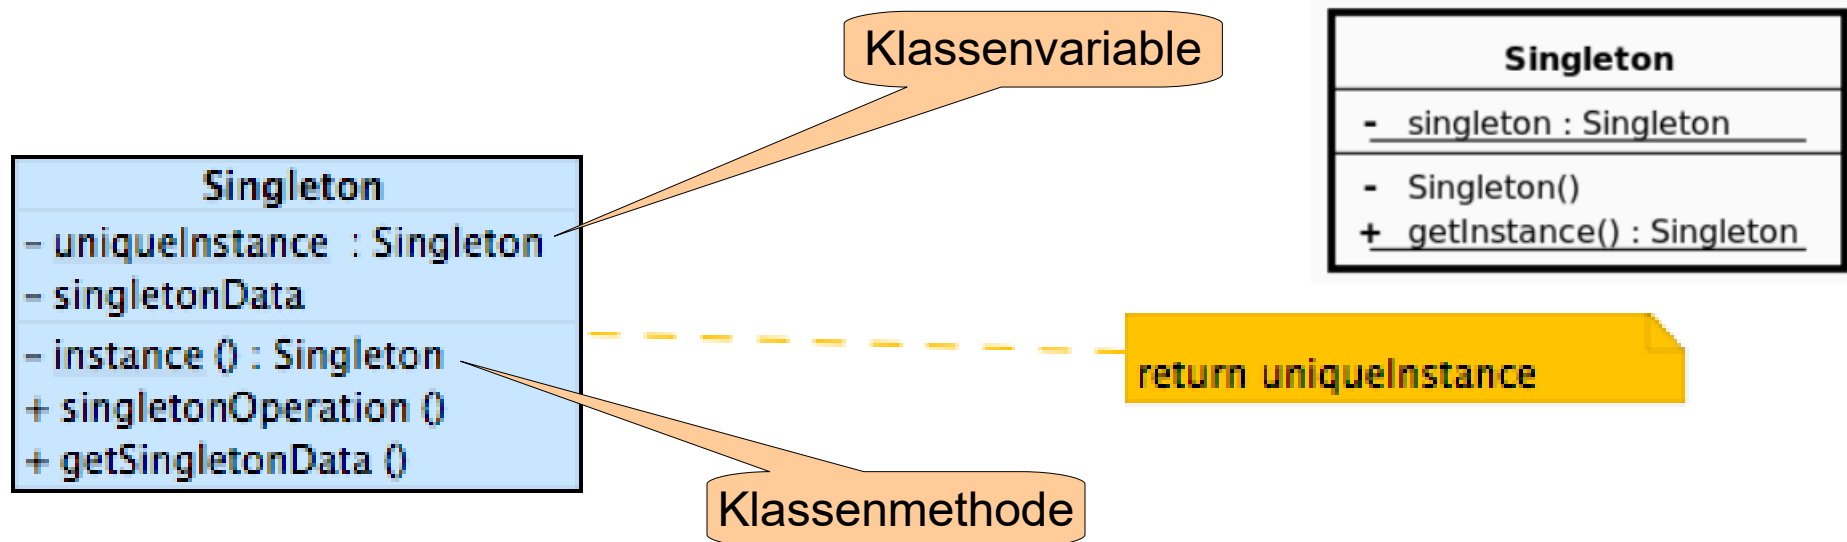 Klassenvariable
Singleton
- uniqueInstance : Singleton
- singletonData
- instance () : Singleton
+ singletonOperation ()
+ getSingletonData ()
Klassenmethode
return uniqueInstance
Singleton
- singleton : Singleton
- Singleton()
+ getInstance() : Singleton